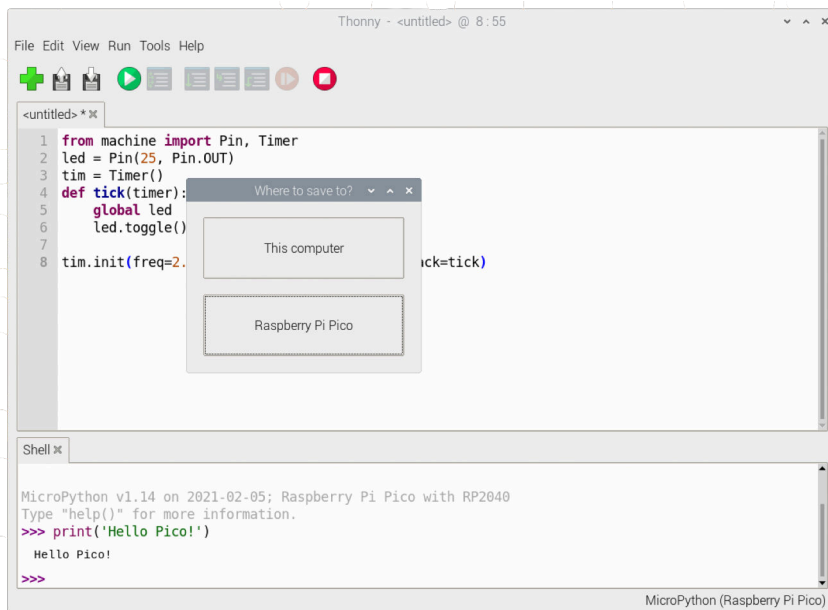 Thonny - <untitled> @ 8:55
File Edit View Run Tools Help
<untitled> *
1 from machine import Pin, Timer
2 led = Pin(25, Pin.OUT)
3 tim = Timer()
4 def tick(timer):
5     global led
6     led.toggle()
7
8 tim.init(freq=2. ck=tick)
Where to save to?
This computer
Raspberry Pi Pico
Shell
MicroPython v1.14 on 2021-02-05; Raspberry Pi Pico with RP2040
Type "help()" for more information.
>>> print('Hello Pico!')
Hello Pico!
>>>
MicroPython (Raspberry Pi Pico)